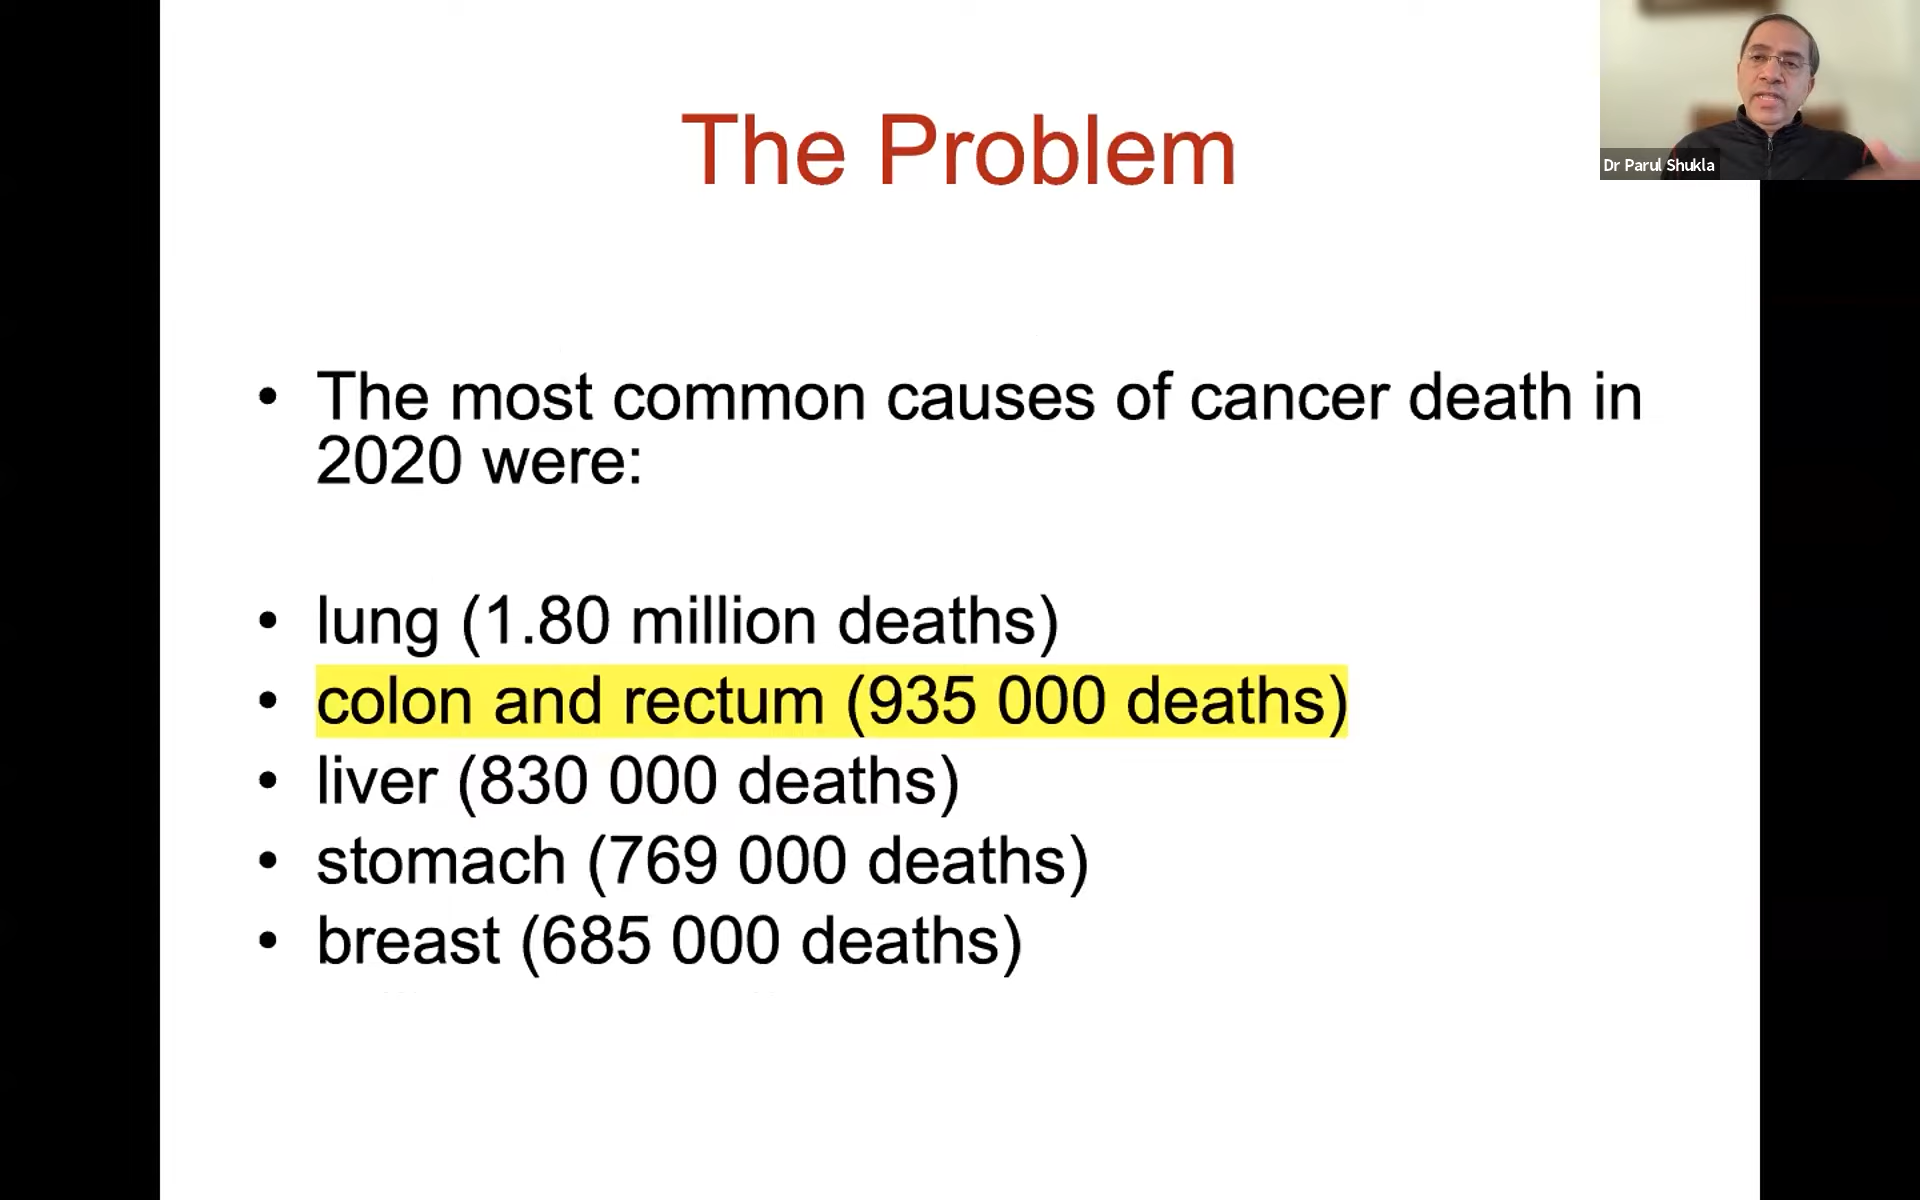 The Problem
Dr Parul Shukla
• The most common causes of cancer death in
2020 were:
• lung (1.80 million deaths)
• colon and rectum (935 000 deaths)
• liver (830 000 deaths)
• stomach (769 000 deaths)
• breast (685 000 deaths)